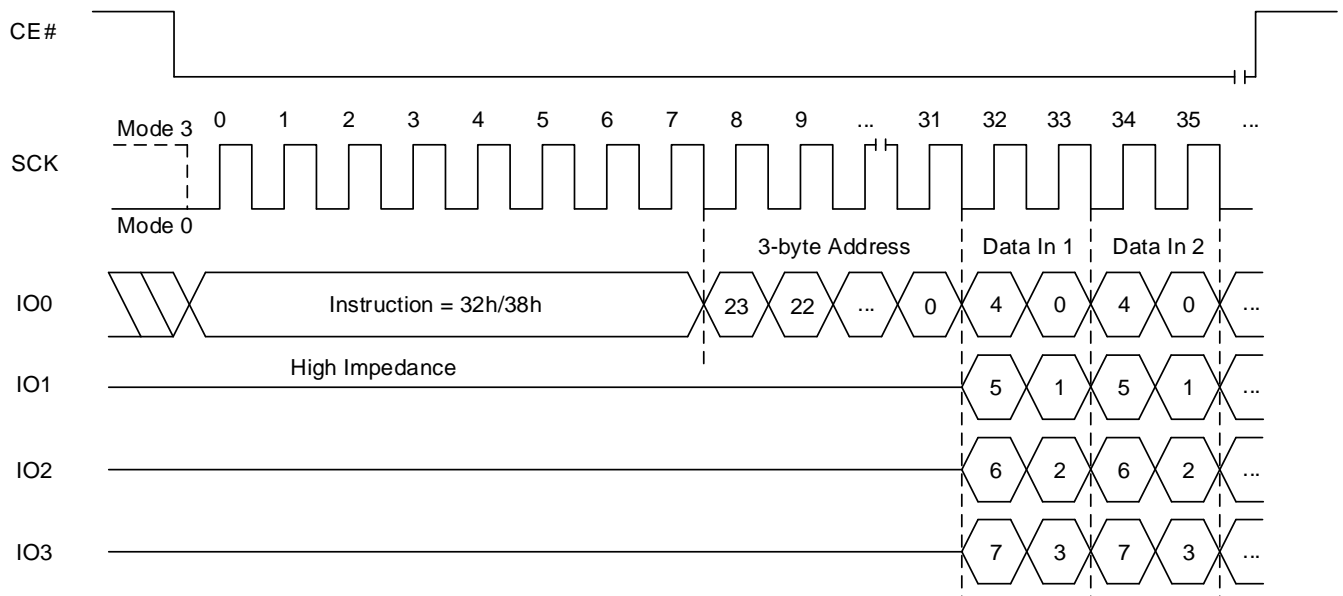 CE#
Mode 3 0 1 2 3 4 5 6 7 8 9 ... 31 32 33 34 35 ...
SCK
Mode 0
3-byte Address Data In 1 Data In 2
IO0 Instruction = 32h/38h 23 22 ... 0 4 0 4 0 ...
High Impedance
IO1 5 1 5 1 ...
IO2 6 2 6 2 ...
IO3 7 3 7 3 ...